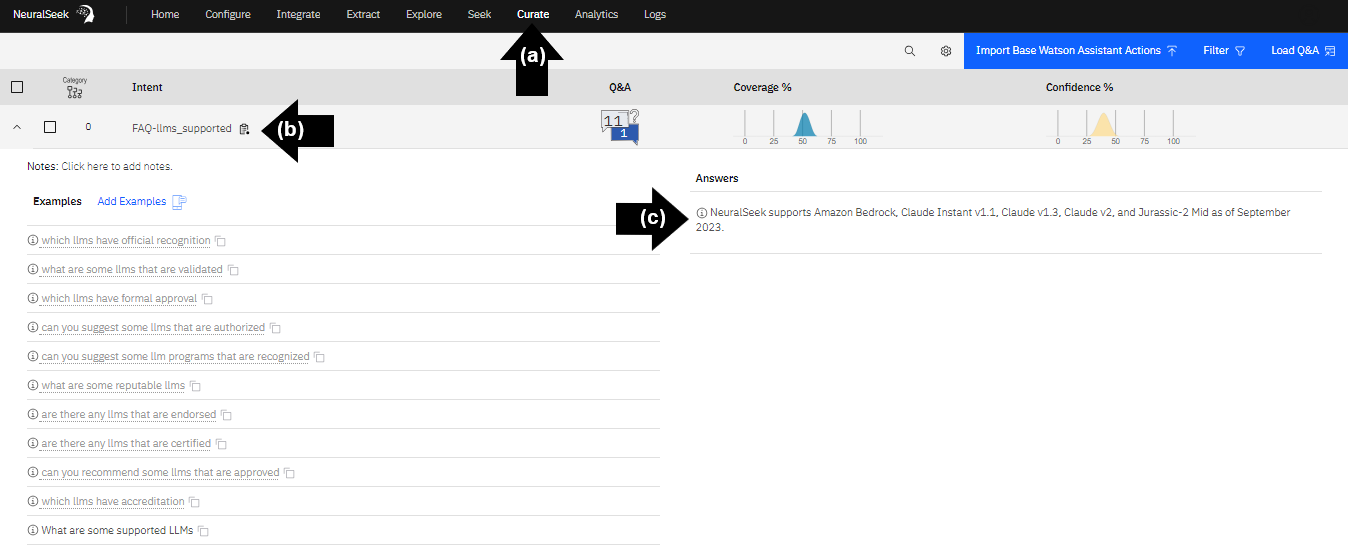 NeuralSeek Home Configure Integrate Extract Explore Seek Curate Analytics Logs
(a)
Import Base Watson Assistant Actions Filter Load Q&A
Category Intent Q&A Coverage % Confidence %
0 FAQ-llms_supported (b) 11 ? 1 0 25 50 75 100 0 25 50 75 100
Notes: Click here to add notes.
Examples Add Examples
which llms have official recognition
what are some llms that are validated
which llms have formal approval
can you suggest some llms that are authorized
can you suggest some llm programs that are recognized
what are some reputable llms
are there any llms that are endorsed
are there any llms that are certified
can you recommend some llms that are approved
which llms have accreditation
What are some supported LLMs
Answers
(c)
NeuralSeek supports Amazon Bedrock, Claude Instant v1.1, Claude v1.3, Claude v2, and Jurassic-2 Mid as of September
2023.